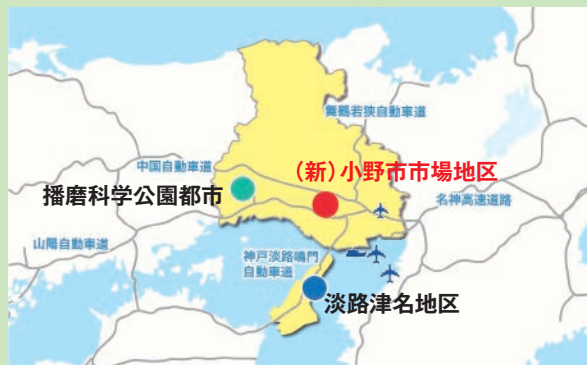 舞鶴若狭自動車道
中国自動車道
(新)小野市市場地区
播磨科学公園都市
名神高速道路
山陽自動車道
神戸淡路鳴門
自動車道
淡路津名地区